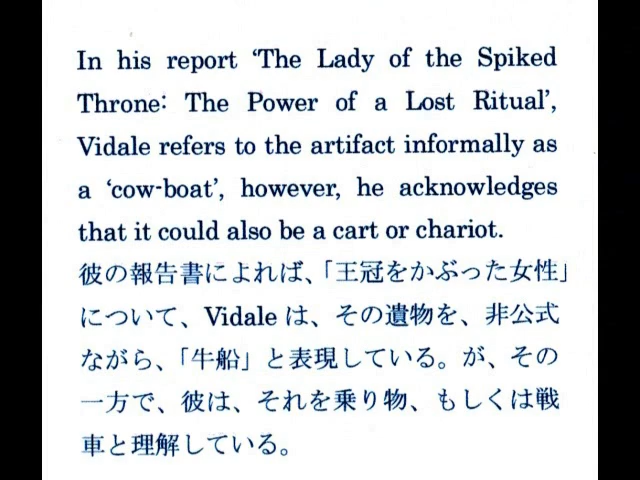 In his report ‘The Lady of the Spiked
Throne: The Power of a Lost Ritual’,
Vidale refers to the artifact informally as
a ‘cow-boat’, however, he acknowledges
that it could also be a cart or chariot.
彼の報告書によれば、「王冠をかぶった女性」
について、Vidale は、その遺物を、非公式
ながら、「牛船」と表現している。が、その
一方で、彼は、それを乗り物、もしくは戦
車と理解している。